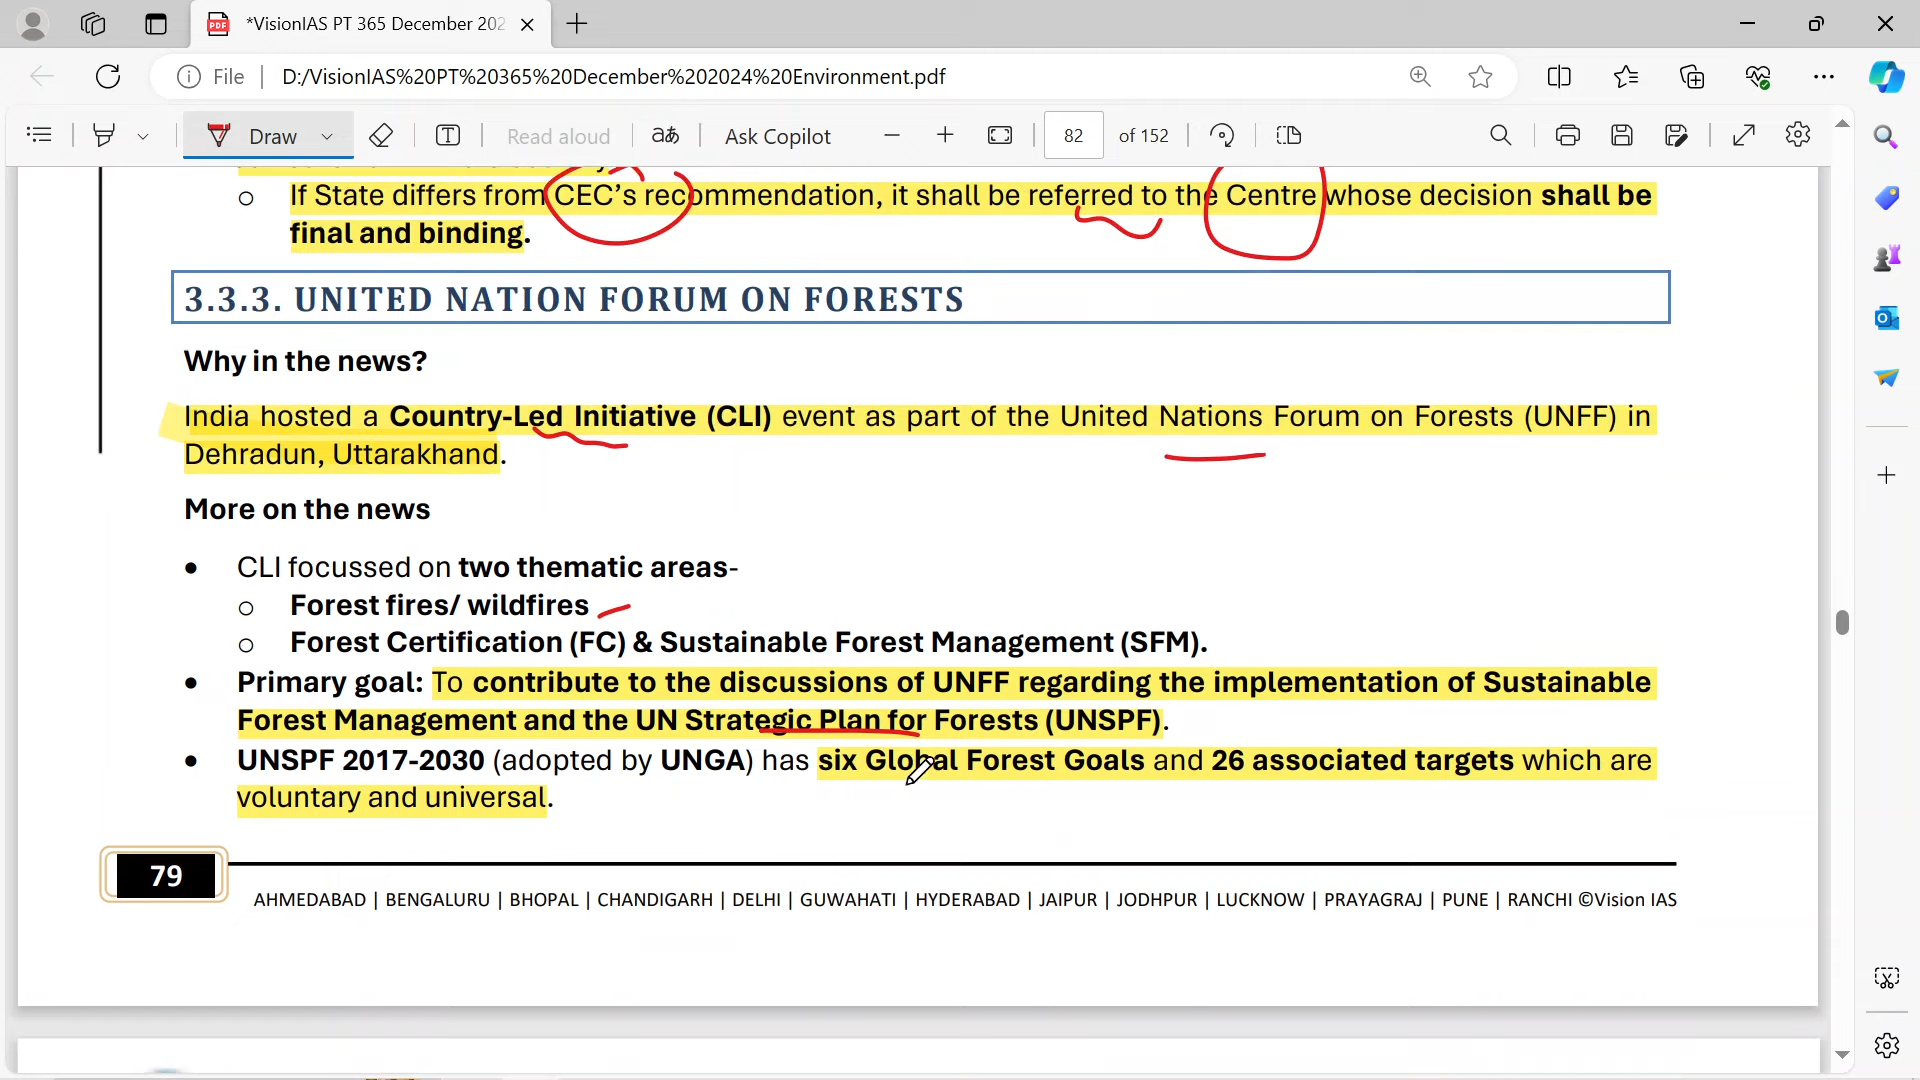 *VisionIAS PT 365 December 202
File
D:/VisionIAS%20PT%20365%20December%202024%20Environment.pdf
Draw
Read aloud
aあ
Ask Copilot
82
of 152
o If State differs from CEC’s recommendation, it shall be referred to the Centre whose decision shall be
final and binding.
3.3.3. UNITED NATION FORUM ON FORESTS
Why in the news?
India hosted a Country-Led Initiative (CLI) event as part of the United Nations Forum on Forests (UNFF) in
Dehradun, Uttarakhand.
More on the news
• CLI focussed on two thematic areas-
o Forest fires/ wildfires
o Forest Certification (FC) & Sustainable Forest Management (SFM).
• Primary goal: To contribute to the discussions of UNFF regarding the implementation of Sustainable
Forest Management and the UN Strategic Plan for Forests (UNSPF).
• UNSPF 2017-2030 (adopted by UNGA) has six Global Forest Goals and 26 associated targets which are
voluntary and universal.
79
AHMEDABAD | BENGALURU | BHOPAL | CHANDIGARH | DELHI | GUWAHATI | HYDERABAD | JAIPUR | JODHPUR | LUCKNOW | PRAYAGRAJ | PUNE | RANCHI ©Vision IAS